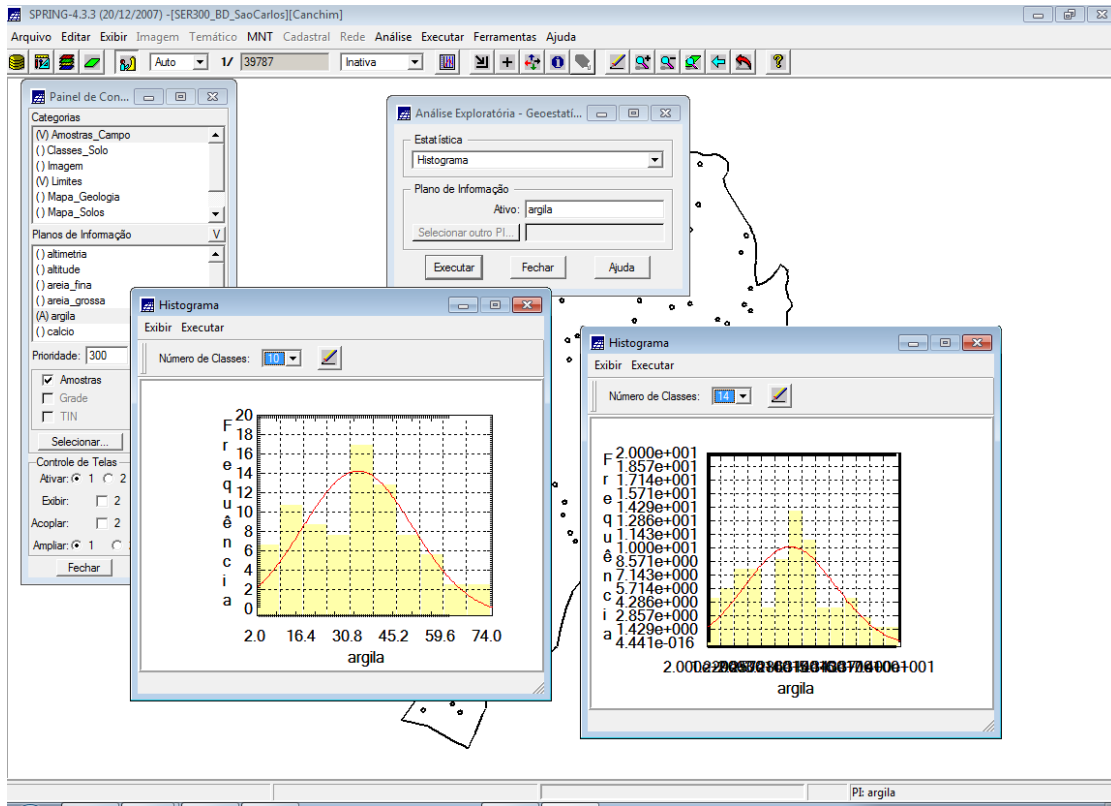 SPRING-4.3.3 (20/12/2007) -[SER300_BD_SaoCarlos][Canchim]
Arquivo Editar Exibir Imagem Temático MNT Cadastral Rede Análise Executar Ferramentas Ajuda
Auto 1/ 39787 Inativa
Painel de Con...
Categorias
(V) Amostras_Campo
( ) Classes_Solo
( ) Imagem
(V) Limites
( ) Mapa_Geologia
( ) Mapa_Solos
Planos de Informação V
( ) altimetria
( ) altitude
( ) areia_fina
( ) areia_grossa
(A) argila
( ) calcio
Prioridade: 300
Amostras
Grade
TIN
Selecionar...
Controle de Telas
Ativar: 1 2
Exibir: 2
Acoplar: 2
Ampliar: 1
Fechar
Análise Exploratória - Geoestatí...
Estatística
Histograma
Plano de Informação
Ativo: argila
Selecionar outro PI...
Executar Fechar Ajuda
Histograma
Exibir Executar
Número de Classes: 10
Frequência
20
18
16
14
12
10
8
6
4
2
0
2.0 16.4 30.8 45.2 59.6 74.0
argila
Histograma
Exibir Executar
Número de Classes: 14
Frequência
2.000e+001
1.857e+001
1.714e+001
1.571e+001
1.429e+001
1.286e+001
1.143e+001
1.000e+001
8.571e+000
7.143e+000
5.714e+000
4.286e+000
2.857e+000
1.429e+000
4.441e-016
argila
PI: argila